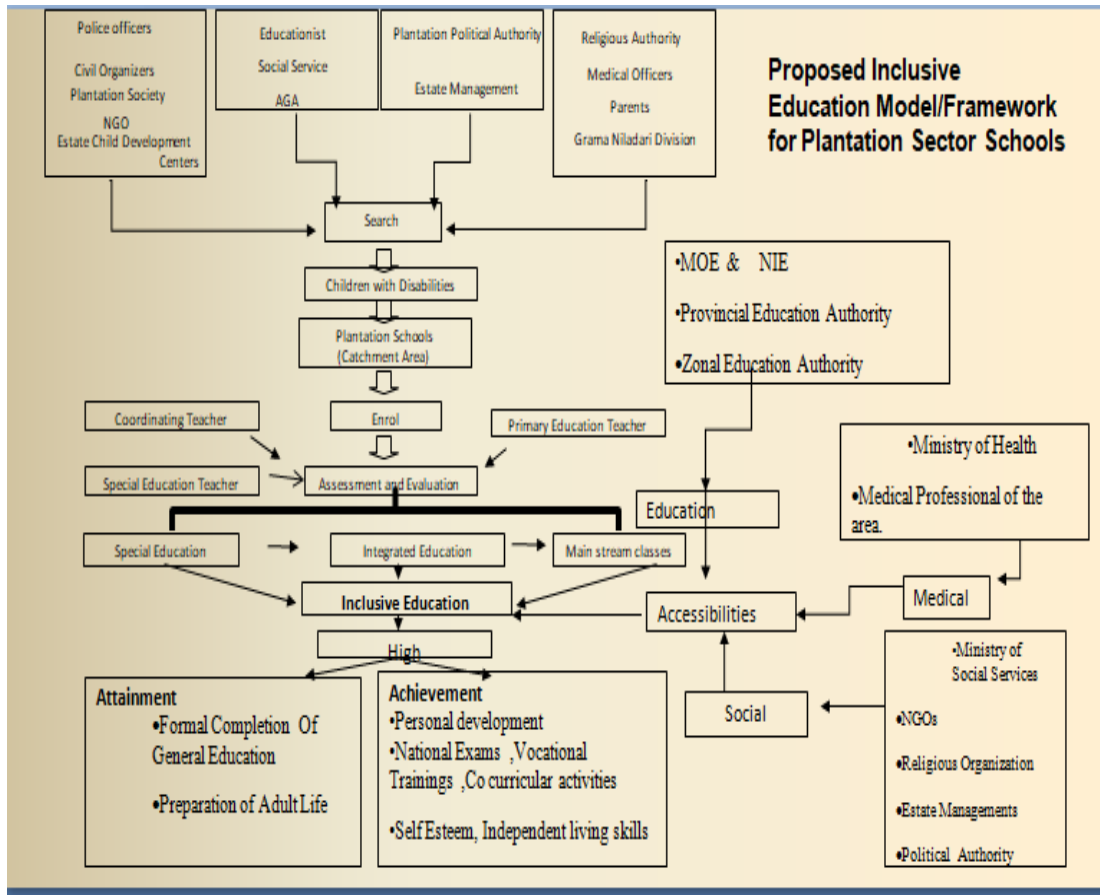 Police officers
Civil Organizers
Plantation Society
NGO
Estate Child Development
Centers
Educationist
Social Service
AGA
Plantation Political Authority
Estate Management
Religious Authority
Medical Officers
Parents
Grama Niladari Division
Proposed Inclusive
Education Model/Framework
for Plantation Sector Schools
Search
Children with Disabilities
Plantation Schools
(Catchment Area)
•MOE & NIE
•Provincial Education Authority
•Zonal Education Authority
Coordinating Teacher
Enrol
Primary Education Teacher
Special Education Teacher
Assessment and Evaluation
Education
•Ministry of Health
•Medical Professional of the
area.
Special Education
Integrated Education
Main stream classes
Inclusive Education
Accessibilities
Medical
High
Attainment
•Formal Completion Of
General Education
•Preparation of Adult Life
Achievement
•Personal development
•National Exams ,Vocational
Trainings ,Co curricular activities
•Self Esteem, Independent living skills
Social
•Ministry of
Social Services
•NGOs
•Religious Organization
•Estate Managements
•Political Authority